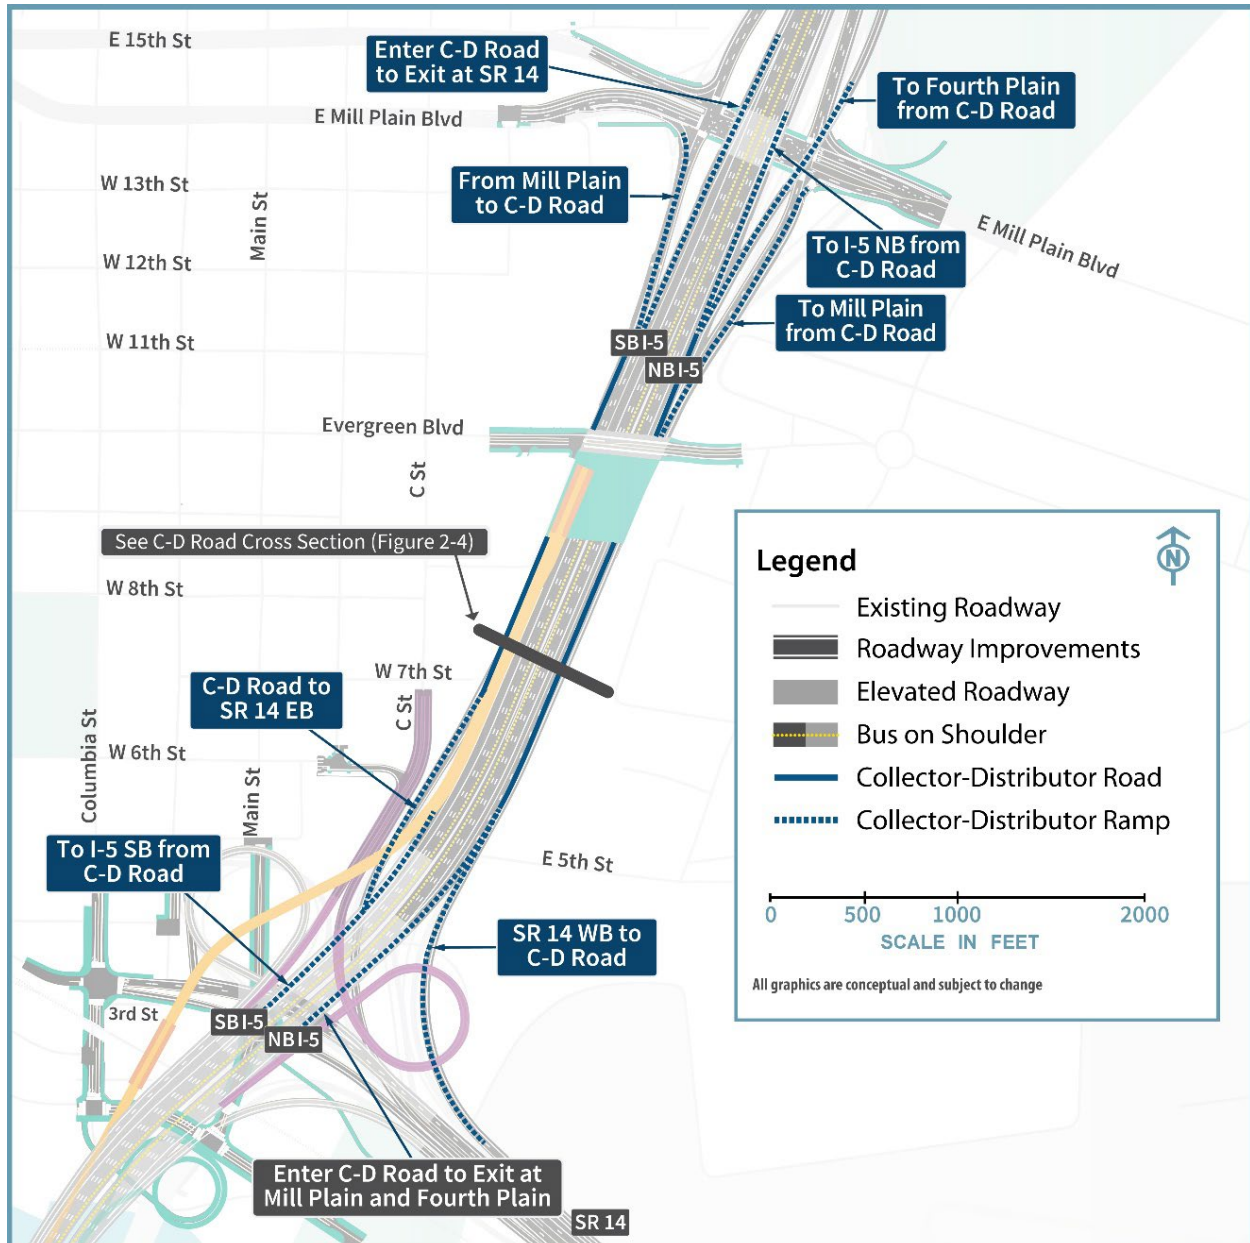 E 15th St
Enter C-D Road
to Exit at SR 14
To Fourth Plain
from C-D Road
E Mill Plain Blvd
W 13th St
Main St
From Mill Plain
to C-D Road
E Mill Plain Blvd
To I-5 NB from
C-D Road
W 12th St
To Mill Plain
from C-D Road
W 11th St
SB I-5
NB I-5
Evergreen Blvd
C St
See C-D Road Cross Section (Figure 2-4)
W 8th St
W 7th St
C-D Road to
SR 14 EB
C St
Columbia St
W 6th St
Main St
To I-5 SB from
C-D Road
E 5th St
SR 14 WB to
C-D Road
3rd St
SB I-5
NB I-5
Enter C-D Road to Exit at
Mill Plain and Fourth Plain
SR 14
Legend
N
Existing Roadway
Roadway Improvements
Elevated Roadway
Bus on Shoulder
Collector-Distributor Road
Collector-Distributor Ramp
0 500 1000 2000
SCALE IN FEET
All graphics are conceptual and subject to change